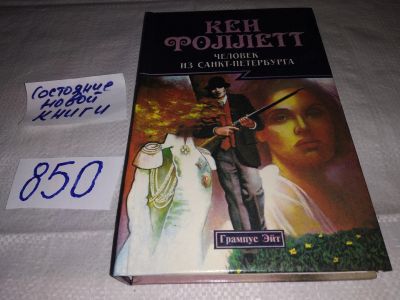 КЕН
ФОЛЛЕТТ
ЧЕЛОВЕК
ИЗ САНКТ-ПЕТЕРБУРГА
Грампус Эйт
Состояние
новой
книги
850